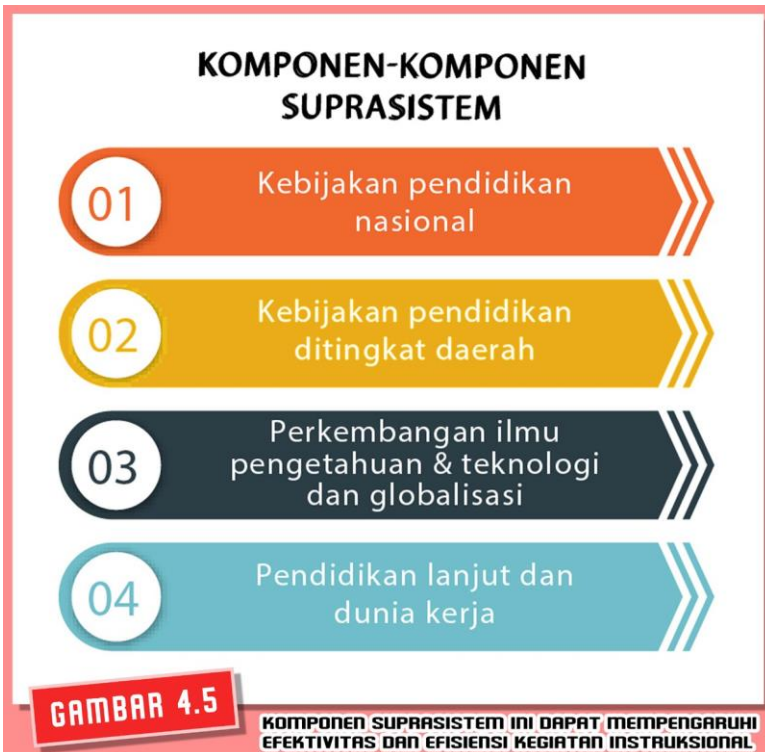 KOMPONEN-KOMPONEN
SUPRASISTEM
01
Kebijakan pendidikan
nasional
02
Kebijakan pendidikan
ditingkat daerah
03
Perkembangan ilmu
pengetahuan & teknologi
dan globalisasi
04
Pendidikan lanjut dan
dunia kerja
GAMBAR 4.5
KOMPONEN SUPRASISTEM INI DAPAT MEMPENGARUHI
EFEKTIVITAS DAN EFISIENSI KEGIATAN INSTRUKSIONAL